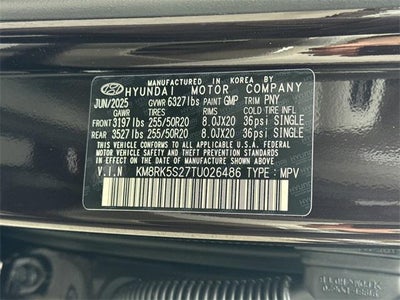 MANUFACTURED IN KOREA BY
HYUNDAI MOTOR COMPANY
JUN/2025 GVWR 6327lbs PAINT GMP TRIM PNY
GAWR TIRES RIMS COLD TIRE INFL
FRONT 3197lbs 255/50R20 8.0JX20 36psi SINGLE
REAR 3527lbs 255/50R20 8.0JX20 36psi SINGLE
THIS VEHICLE CONFORMS TO ALL APPLICABLE U.S.A. FEDERAL
MOTOR VEHICLE SAFETY AND THEFT PREVENTION STANDARDS
IN EFFECT ON THE DATE OF MANUFACTURE SHOWN ABOVE.
V.I.N KM8RK5S27TU026486 TYPE: MPV